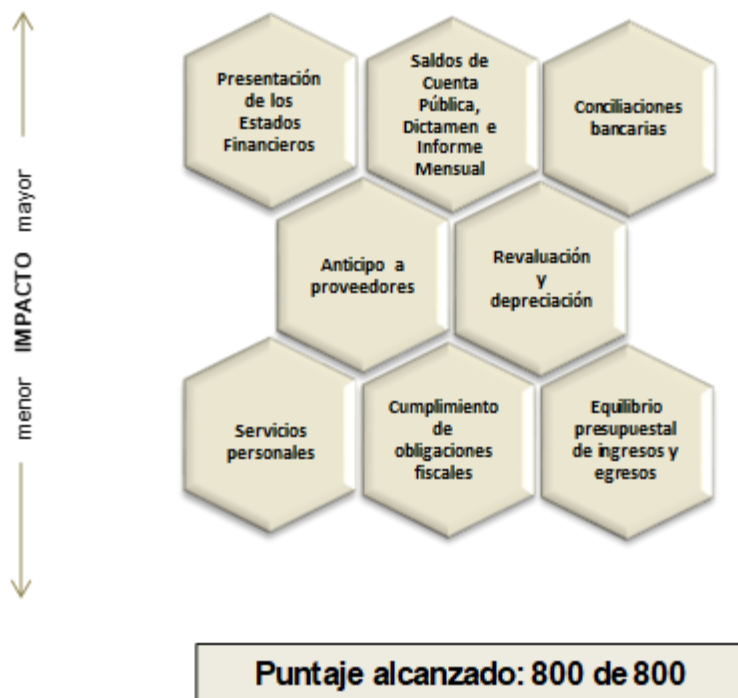 mayor
IMPACTO
menor
Presentación
de los
Estados
Financieros
Saldos de
Cuenta
Pública,
Dictamen e
Informe
Mensual
Conciliaciones
bancarias
Anticipo a
proveedores
Revaluación
y
depreciación
Servicios
personales
Cumplimiento
de
obligaciones
fiscales
Equilibrio
presupuestal
de ingresos y
egresos
Puntaje alcanzado: 800 de 800